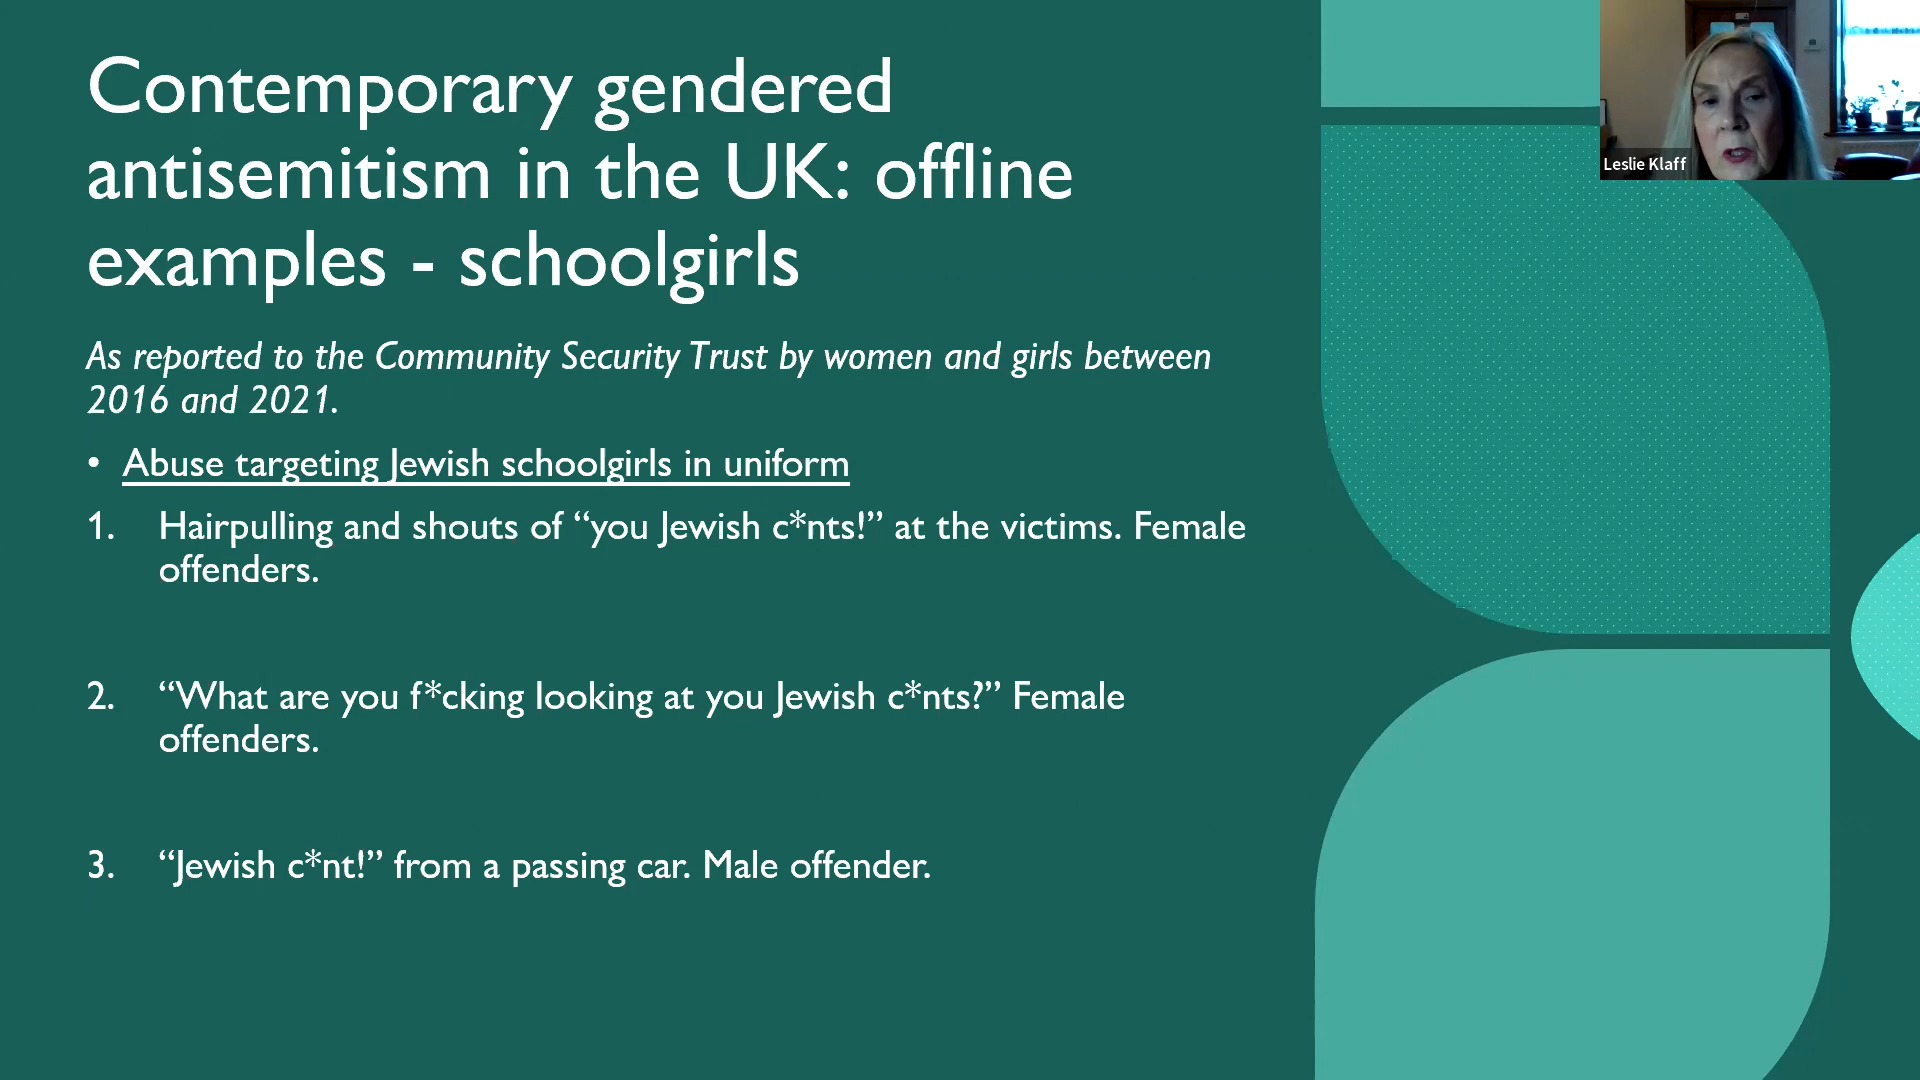 Contemporary gendered
antisemitism in the UK: offline
examples - schoolgirls
As reported to the Community Security Trust by women and girls between
2016 and 2021.
• Abuse targeting Jewish schoolgirls in uniform
1. Hairpulling and shouts of “you Jewish c*nts!” at the victims. Female
offenders.
2. “What are you f*cking looking at you Jewish c*nts?” Female
offenders.
3. “Jewish c*nt!” from a passing car. Male offender.
Leslie Klaff